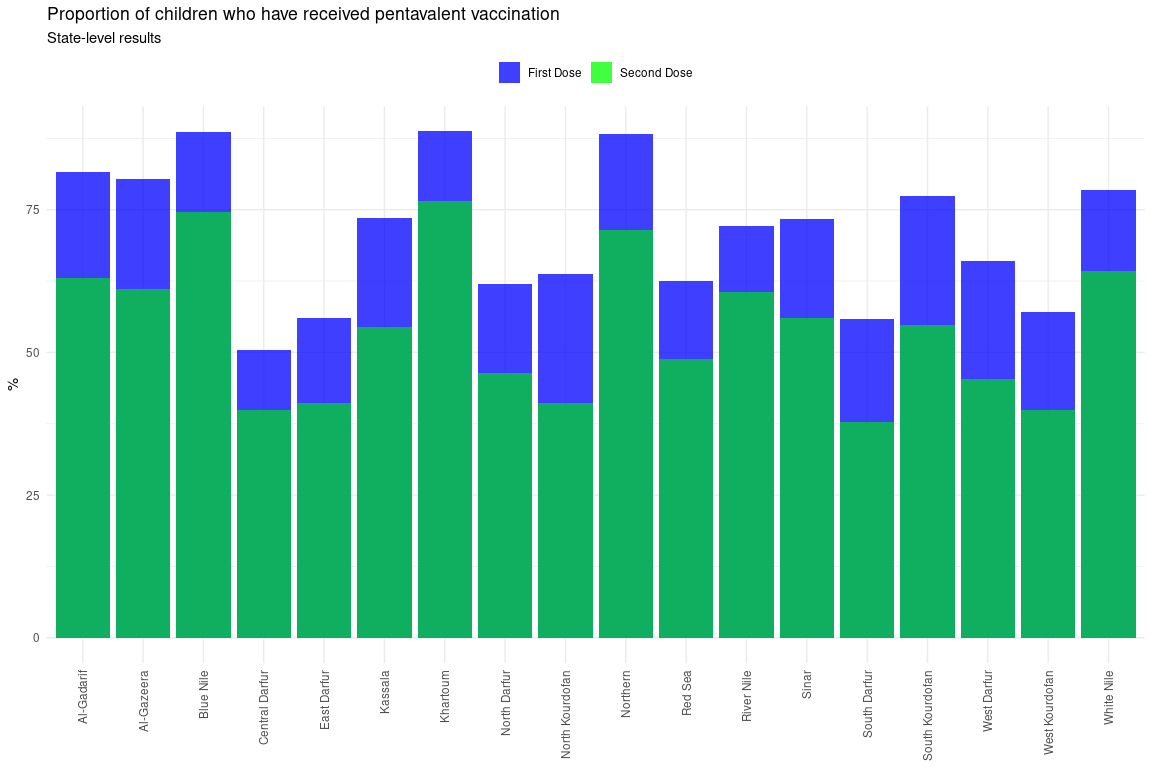 Proportion of children who have received pentavalent vaccination
State-level results
First Dose
Second Dose
75
50
25
0
%
Al-Gadarif
Al-Gazeera
Blue Nile
Central Darfur
East Darfur
Kassala
Khartoum
North Darfur
North Kourdofan
Northern
Red Sea
River Nile
Sinar
South Darfur
South Kourdofan
West Darfur
West Kourdofan
White Nile